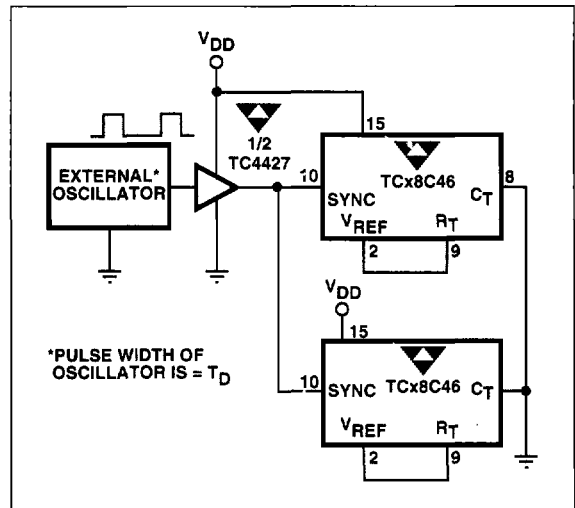 VDD
1/2
TC4427
15
EXTERNAL*
OSCILLATOR
10
SYNC
TCx8C46
8
CT
VREF
RT
2
9
VDD
15
*PULSE WIDTH OF
OSCILLATOR IS = TD
10
SYNC
TCx8C46
CT
VREF
RT
2
9